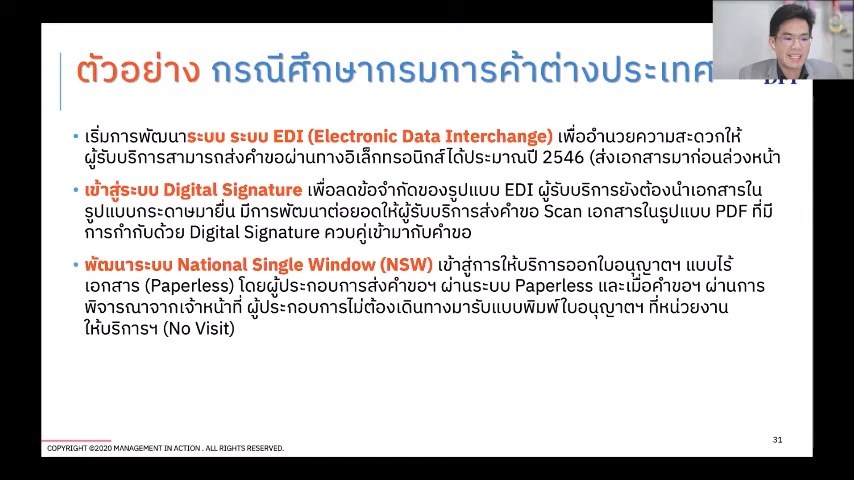 ตัวอย่าง กรณีศึกษากรมการค้าต่างประเทศ
• เริ่มการพัฒนาระบบ ระบบ EDI (Electronic Data Interchange) เพื่ออำนวยความสะดวกให้
ผู้รับบริการสามารถส่งคำขอผ่านทางอิเล็กทรอนิกส์ได้ประมาณปี 2546 (ส่งเอกสารมาก่อนล่วงหน้า
• เข้าสู่ระบบ Digital Signature เพื่อลดข้อจำกัดของรูปแบบ EDI ผู้รับบริการยังต้องนำเอกสารใน
รูปแบบกระดาษมายื่น มีการพัฒนาต่อยอดให้ผู้รับบริการส่งคำขอ Scan เอกสารในรูปแบบ PDF ที่มี
การกำกับด้วย Digital Signature ควบคู่เข้ามากับคำขอ
• พัฒนาระบบ National Single Window (NSW) เข้าสู่การให้บริการออกใบอนุญาตฯ แบบไร้
เอกสาร (Paperless) โดยผู้ประกอบการส่งคำขอฯ ผ่านระบบ Paperless และเมื่อคำขอฯ ผ่านการ
พิจารณาจากเจ้าหน้าที่ ผู้ประกอบการไม่ต้องเดินทางมารับแบบพิมพ์ใบอนุญาตฯ ที่หน่วยงาน
ให้บริการฯ (No Visit)
31
COPYRIGHT ©2020 MANAGEMENT IN ACTION . ALL RIGHTS RESERVED.